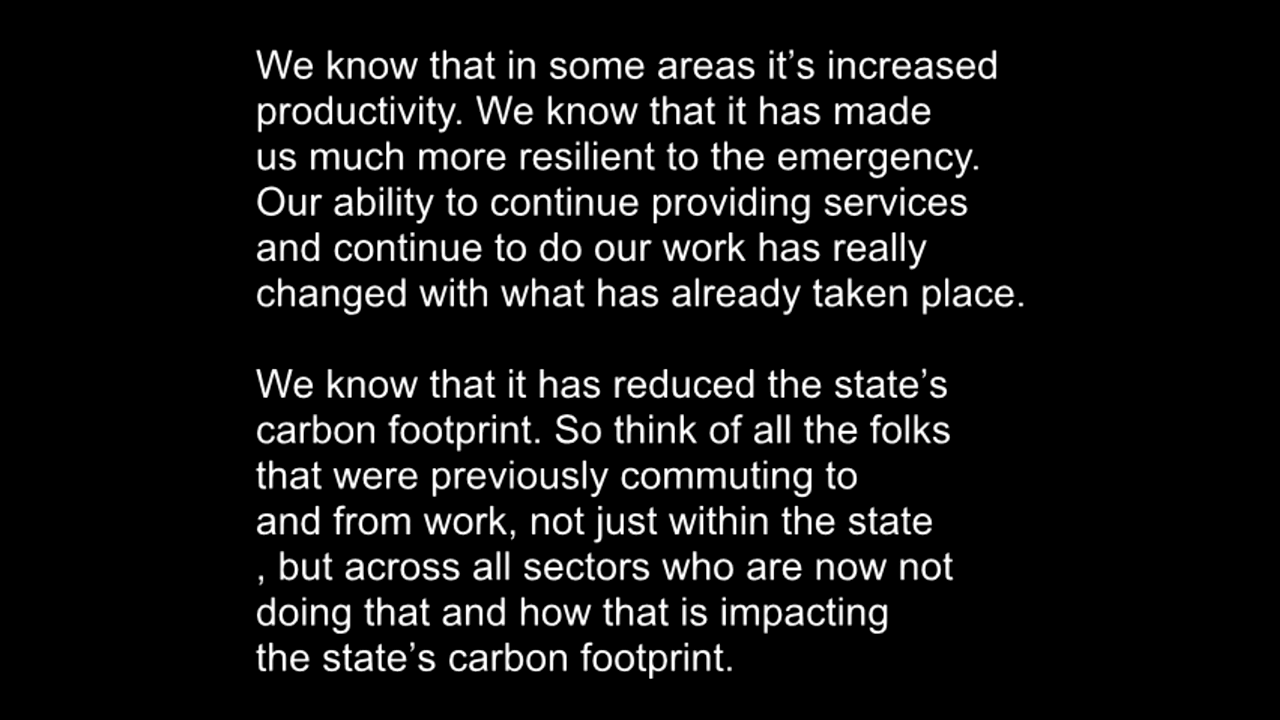 We know that in some areas it’s increased
productivity. We know that it has made
us much more resilient to the emergency.
Our ability to continue providing services
and continue to do our work has really
changed with what has already taken place.
We know that it has reduced the state’s
carbon footprint. So think of all the folks
that were previously commuting to
and from work, not just within the state
, but across all sectors who are now not
doing that and how that is impacting
the state’s carbon footprint.